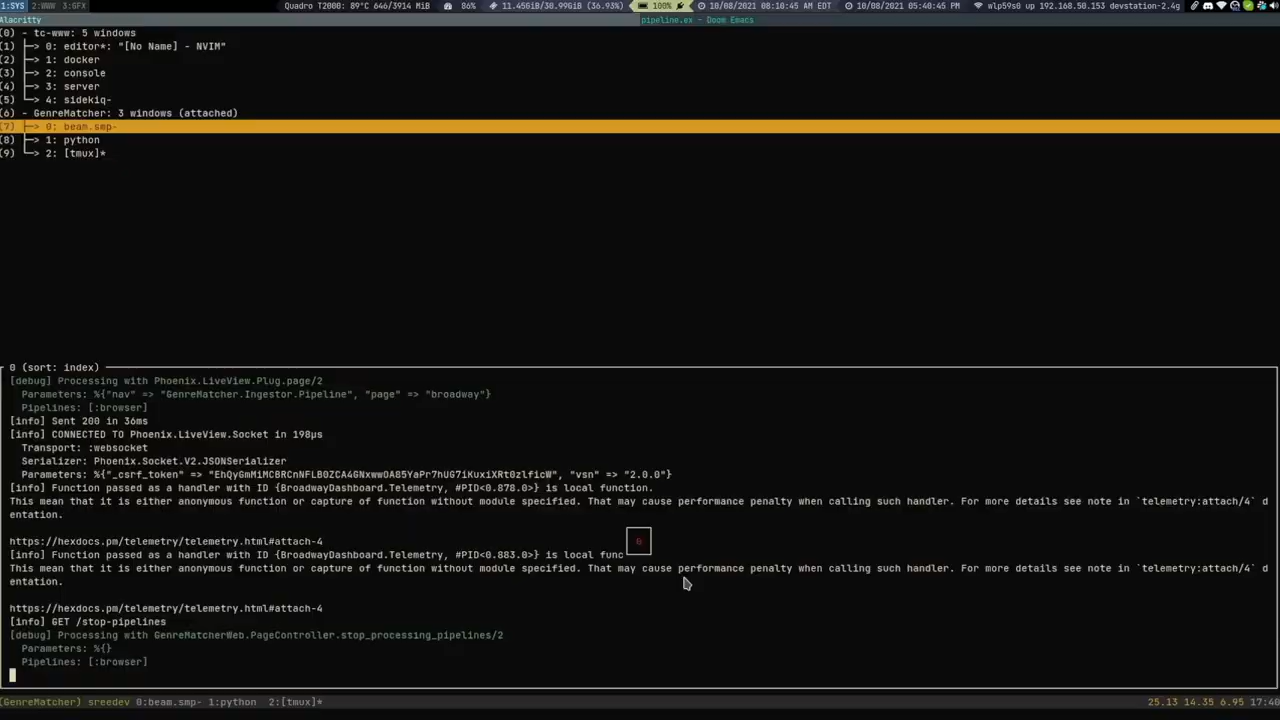 1:SYS 2:WWW 3:GFX Quadro T2000: 89°C 646/3914 MiB 86% 11.45GiB/30.99GiB (36.93%) 100% 10/08/2021 08:10:45 AM EDT 10/08/2021 05:40:45 PM wlp59s0 up 192.168.50.153 devstation-2.4g
Alacritty pipeline.ex - Doom Emacs
(0) - tc-www: 5 windows
(1) ├─> 0: editor*: "[No Name] - NVIM"
(2) ├─> 1: docker
(3) ├─> 2: console
(4) ├─> 3: server
(5) └─> 4: sidekiq-
(6) - GenreMatcher: 3 windows (attached)
(7) ├─> 0: beam.smp-
(8) ├─> 1: python
(9) └─> 2: [tmux]*
0 (sort: index)
[debug] Processing with Phoenix.LiveView.Plug.page/2
Parameters: %{"nav" => "GenreMatcher.Ingestor.Pipeline", "page" => "broadway"}
Pipelines: [:browser]
[info] Sent 200 in 36ms
[info] CONNECTED TO Phoenix.LiveView.Socket in 198µs
Transport: :websocket
Serializer: Phoenix.Socket.V2.JSONSerializer
Parameters: %{"_csrf_token" => "EhQyGmMiMCBRCnNFLB0ZCA4GNxwwOA85YaPr7hUG7iKuxiXRt0zlficW", "vsn" => "2.0.0"}
[info] Function passed as a handler with ID {BroadwayDashboard.Telemetry, #PID<0.878.0>} is local function.
This mean that it is either anonymous function or capture of function without module specified. That may cause performance penalty when calling such handler. For more details see note in `telemetry:attach/4` d
entation.
https://hexdocs.pm/telemetry/telemetry.html#attach-4
0
[info] Function passed as a handler with ID {BroadwayDashboard.Telemetry, #PID<0.883.0>} is local func
This mean that it is either anonymous function or capture of function without module specified. That may cause performance penalty when calling such handler. For more details see note in `telemetry:attach/4` d
entation.
https://hexdocs.pm/telemetry/telemetry.html#attach-4
[info] GET /stop-pipelines
[debug] Processing with GenreMatcherWeb.PageController.stop_processing_pipelines/2
Parameters: %{}
Pipelines: [:browser]
[GenreMatcher] sreedev 0:beam.smp- 1:python 2:[tmux]* 25.13 14.35 6.95 17:40